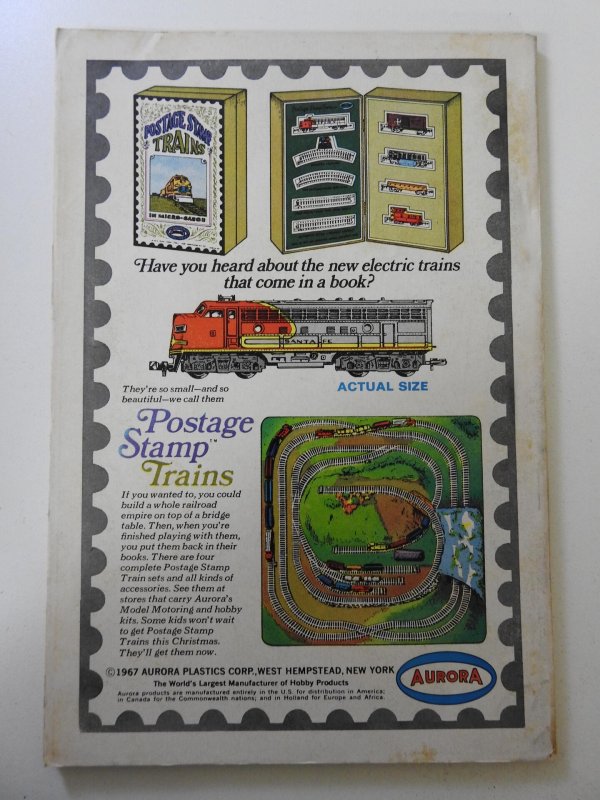 POSTAGE STAMP
TRAINS
IN MICRO-GAUGE
Have you heard about the new electric trains
that come in a book?
SANTA FE
ACTUAL SIZE
They're so small—and so
beautiful—we call them
Postage
Stamp™
Trains
If you wanted to, you could
build a whole railroad
empire on top of a bridge
table. Then, when you're
finished playing with them,
you put them back in their
books. There are four
complete Postage Stamp
Train sets and all kinds of
accessories. See them at
stores that carry Aurora's
Model Motoring and hobby
kits. Some kids won't wait
to get Postage Stamp
Trains this Christmas.
They'll get them now.
©1967 AURORA PLASTICS CORP., WEST HEMPSTEAD, NEW YORK
The World's Largest Manufacturer of Hobby Products
Aurora products are manufactured entirely in the U.S. for distribution in America;
in Canada for the Commonwealth nations; and in Holland for Europe and Africa.
AURORA